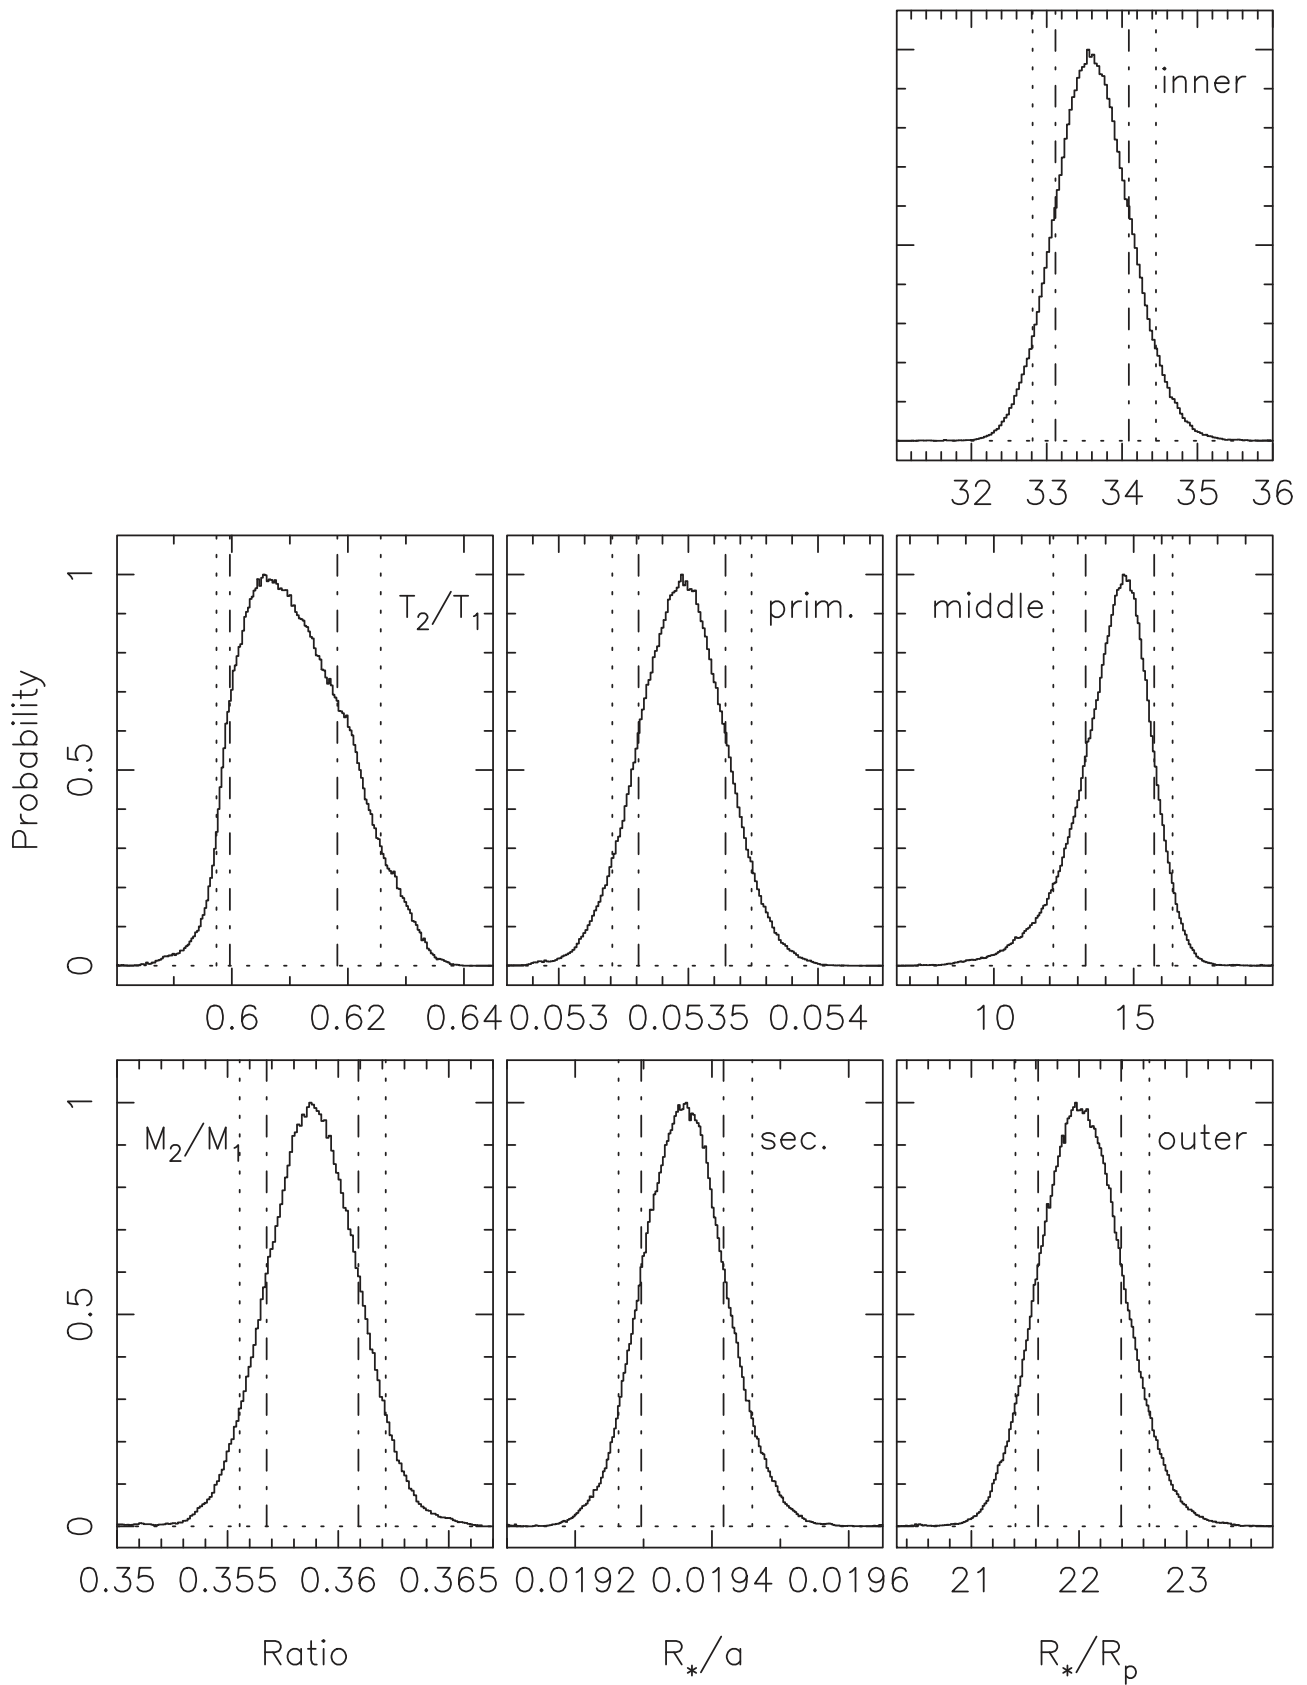 inner
32 33 34 35 36
T₂/T₁ prim. middle
1
0.5
0
Probability
0.6 0.62 0.64 0.053 0.0535 0.054 10 15
M₂/M₁ sec. outer
1
0.5
0
0.35 0.355 0.36 0.365 0.0192 0.0194 0.0196 21 22 23
Ratio R*/a R*/Rp